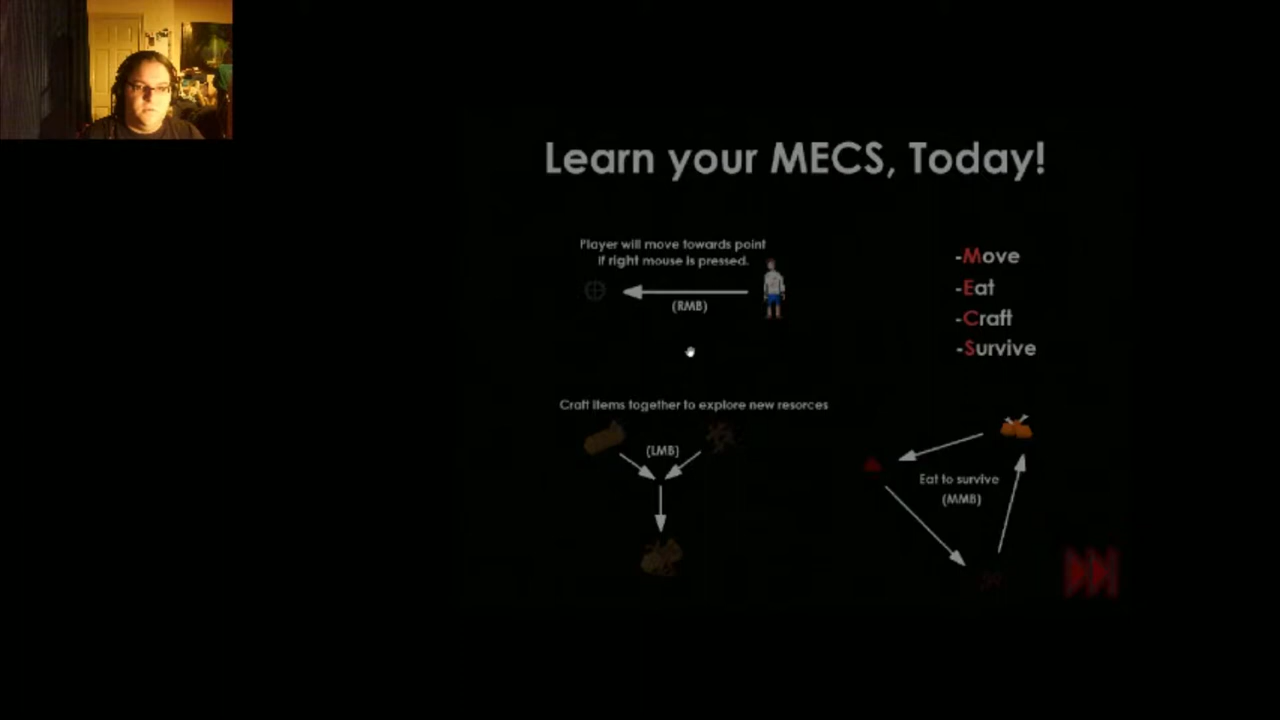 Learn your MECS, Today!
Player will move towards point
if right mouse is pressed.
(RMB)
-Move
-Eat
-Craft
-Survive
Craft items together to explore new resorces
(LMB)
Eat to survive
(MMB)